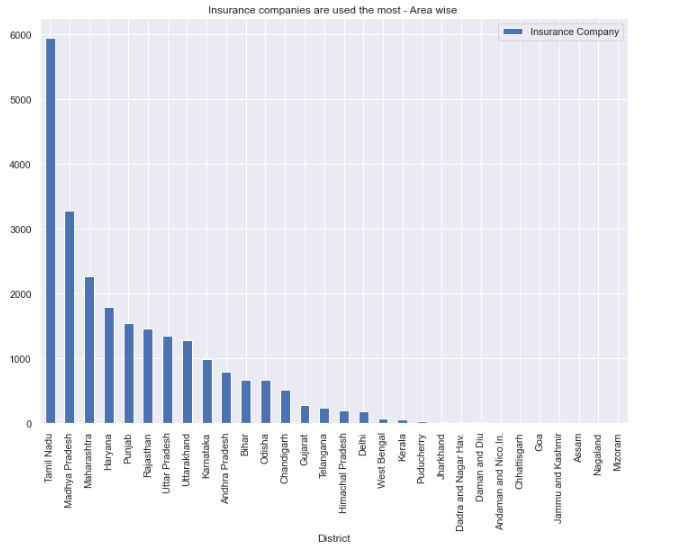 Insurance companies are used the most - Area wise
Insurance Company
6000
5000
4000
3000
2000
1000
0
Tamil Nadu
Madhya Pradesh
Maharashtra
Haryana
Punjab
Rajasthan
Uttar Pradesh
Uttarakhand
Karnataka
Andhra Pradesh
Bihar
Odisha
Chandigarh
Gujarat
Telangana
Himachal Pradesh
Delhi
West Bengal
Kerala
Puducherry
Jharkhand
Dadra and Nagar Hav.
Daman and Diu
Andaman and Nico.In.
Chhattisgarh
Goa
Jammu and Kashmir
Assam
Nagaland
Mizoram
District